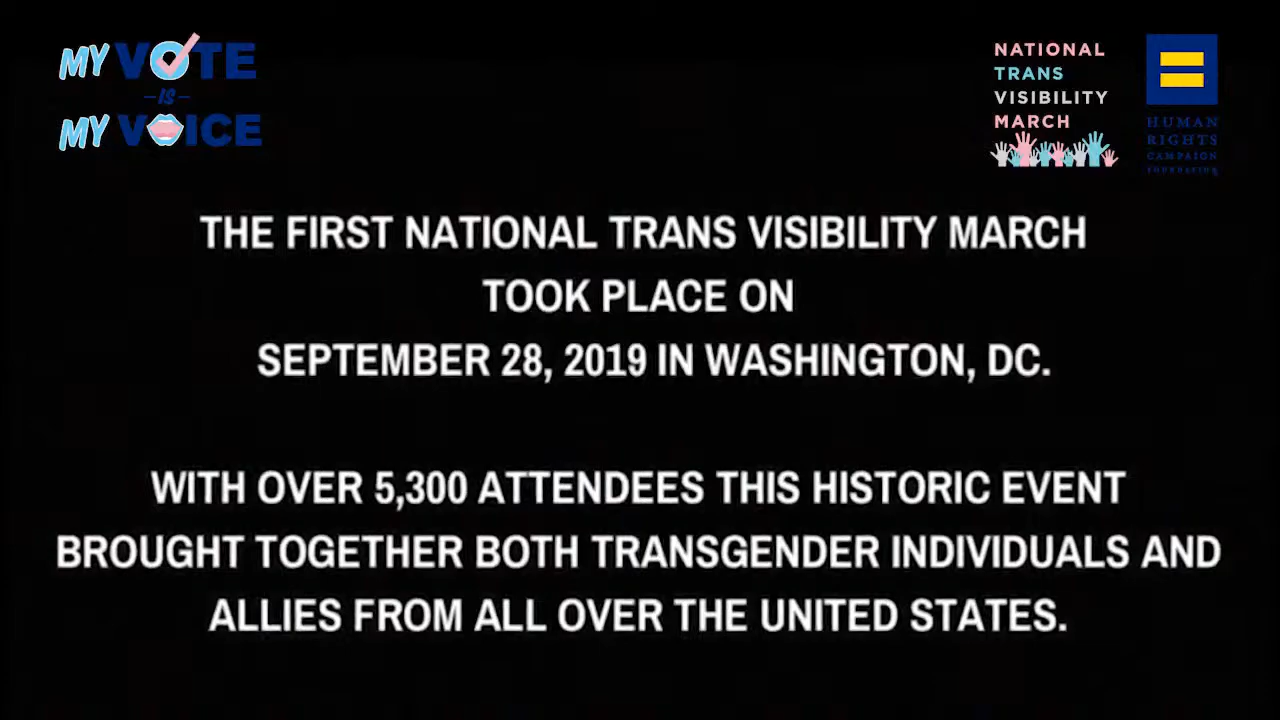 MY VOTE
IS
MY VOICE
NATIONAL
TRANS
VISIBILITY
MARCH
HUMAN
RIGHTS
CAMPAIGN
FOUNDATION
THE FIRST NATIONAL TRANS VISIBILITY MARCH
TOOK PLACE ON
SEPTEMBER 28, 2019 IN WASHINGTON, DC.
WITH OVER 5,300 ATTENDEES THIS HISTORIC EVENT
BROUGHT TOGETHER BOTH TRANSGENDER INDIVIDUALS AND
ALLIES FROM ALL OVER THE UNITED STATES.